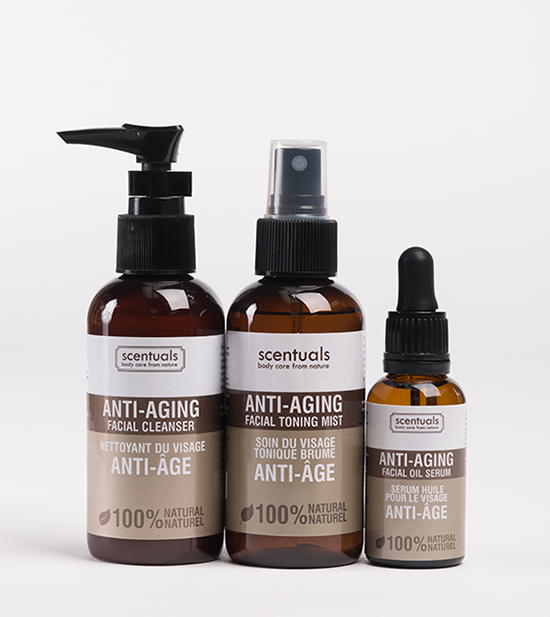 scentuals
body care from nature
ANTI-AGING
FACIAL CLEANSER
NETTOYANT DU VISAGE
ANTI-ÂGE
100% NATURAL
NATUREL
scentuals
body care from nature
ANTI-AGING
FACIAL TONING MIST
SOIN DU VISAGE
TONIQUE BRUME
ANTI-ÂGE
100% NATURAL
NATUREL
scentuals
body care from nature
ANTI-AGING
FACIAL OIL SERUM
SÉRUM HUILE
POUR LE VISAGE
ANTI-ÂGE
100% NATURAL
NATUREL